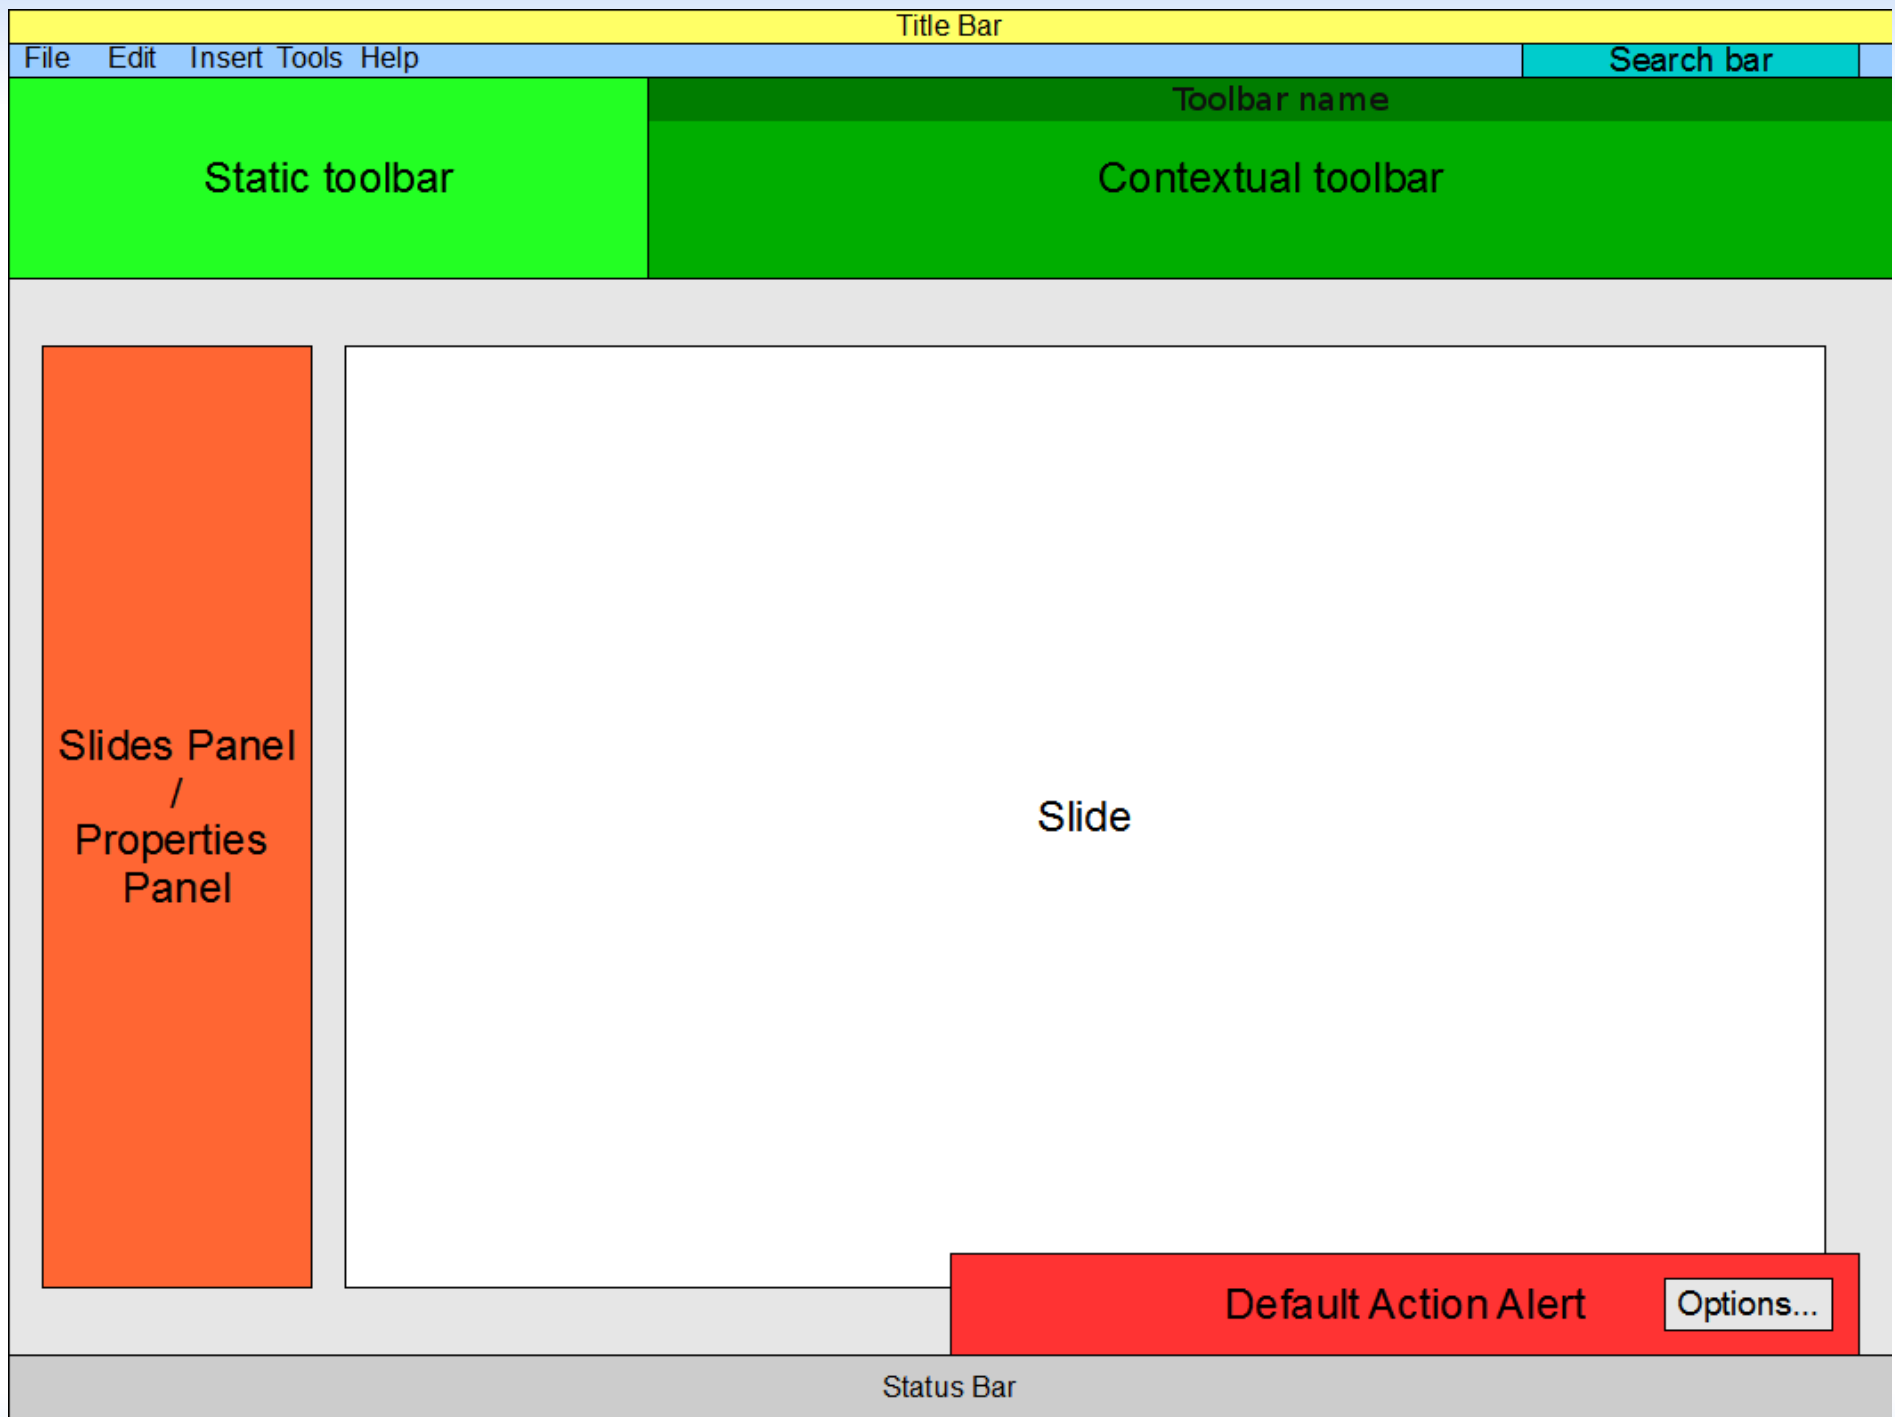 Title Bar
File Edit Insert Tools Help Search bar
Toolbar name
Static toolbar
Contextual toolbar
Slides Panel
/
Properties
Panel
Slide
Default Action Alert
Options...
Status Bar